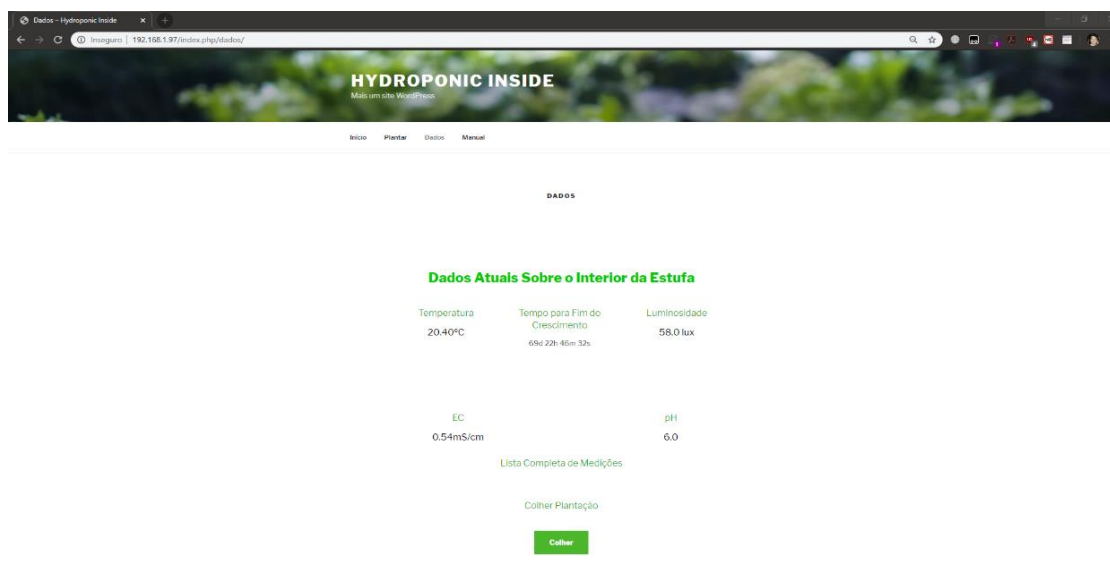 Dados – Hydroponic Inside
Inseguro | 192.168.1.97/index.php/dados/
HYDROPONIC INSIDE
Mais um site WordPress
Início Plantar Dados Manual
DADOS
Dados Atuais Sobre o Interior da Estufa
Temperatura Tempo para Fim do Crescimento Luminosidade
20.40ºC 69d 22h 46m 32s 58.0 lux
EC pH
0.54mS/cm 6.0
Lista Completa de Medições
Colher Plantação
Colher